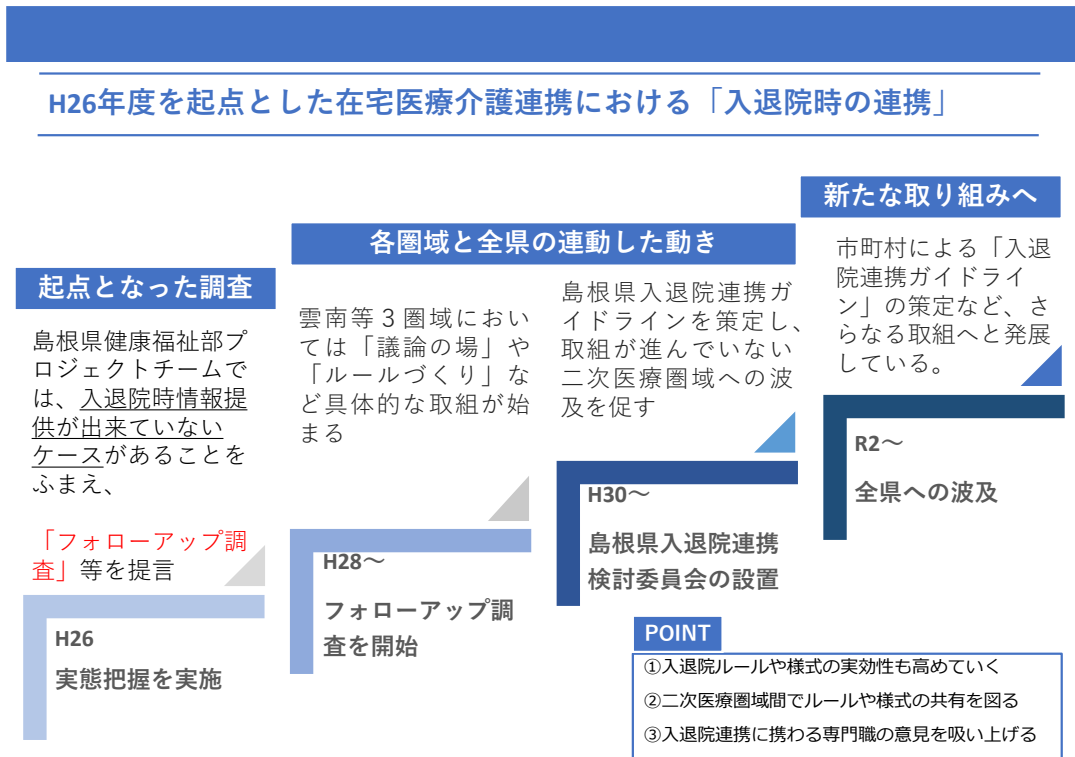 H26年度を起点とした在宅医療介護連携における「入退院時の連携」
起点となった調査
島根県健康福祉部プ
ロジェクトチームで
は、入退院時情報提
供が出来ていない
ケースがあることを
ふまえ、
「フォローアップ調
査」等を提言
H26
実態把握を実施
各圏域と全県の連動した動き
雲南等３圏域におい
ては「議論の場」や
「ルールづくり」な
ど具体的な取組が始
まる
H28～
フォローアップ調
査を開始
島根県入退院連携ガ
イドラインを策定し、
取組が進んでいない
二次医療圏域への波
及を促す
H30～
島根県入退院連携
検討委員会の設置
新たな取り組みへ
市町村による「入退
院連携ガイドライ
ン」の策定など、さ
らなる取組へと発展
している。
R2～
全県への波及
POINT
①入退院ルールや様式の実効性も高めていく
②二次医療圏域間でルールや様式の共有を図る
③入退院連携に携わる専門職の意見を吸い上げる